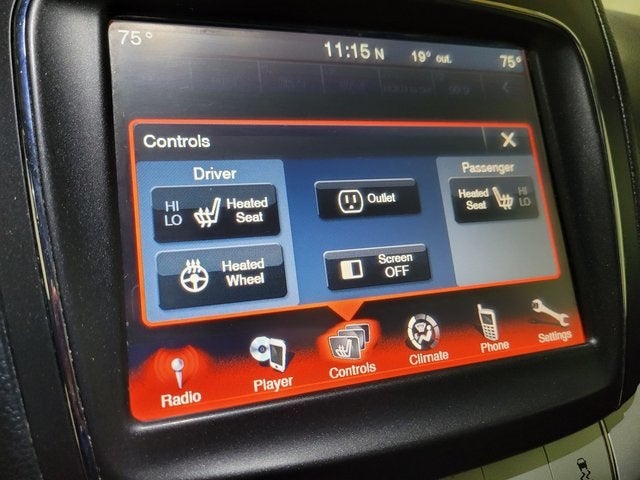 75°
11:15 N
19° out.
75°
Controls
Driver
Passenger
HI
LO
Heated
Seat
Outlet
Heated
Seat
HI
LO
Heated
Wheel
Screen
OFF
Radio
Player
Controls
Climate
Phone
Settings